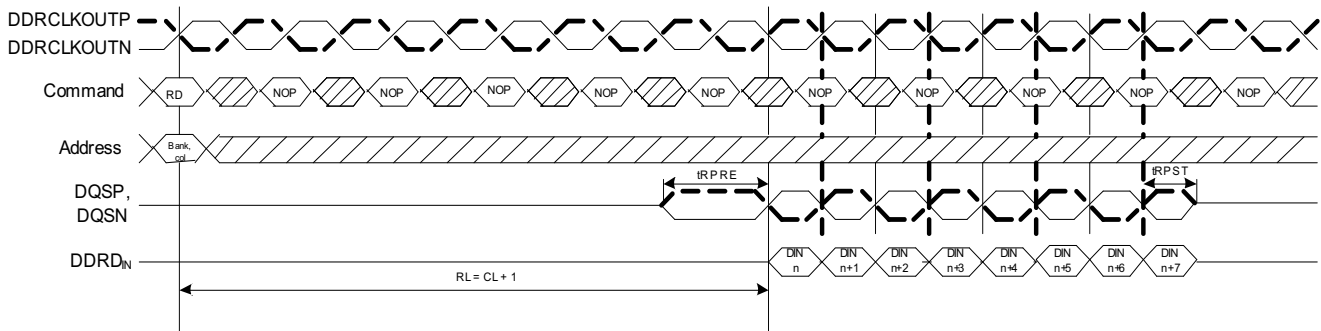 DDRCLKOUTP
DDRCLKOUTN
Command
RD
NOP
NOP
NOP
NOP
NOP
NOP
NOP
NOP
NOP
NOP
Address
Bank,
col
tRPRE
tRPST
DQSP,
DQSN
DDRD_IN
DIN
n
DIN
n+1
DIN
n+2
DIN
n+3
DIN
n+4
DIN
n+5
DIN
n+6
DIN
n+7
RL = CL + 1